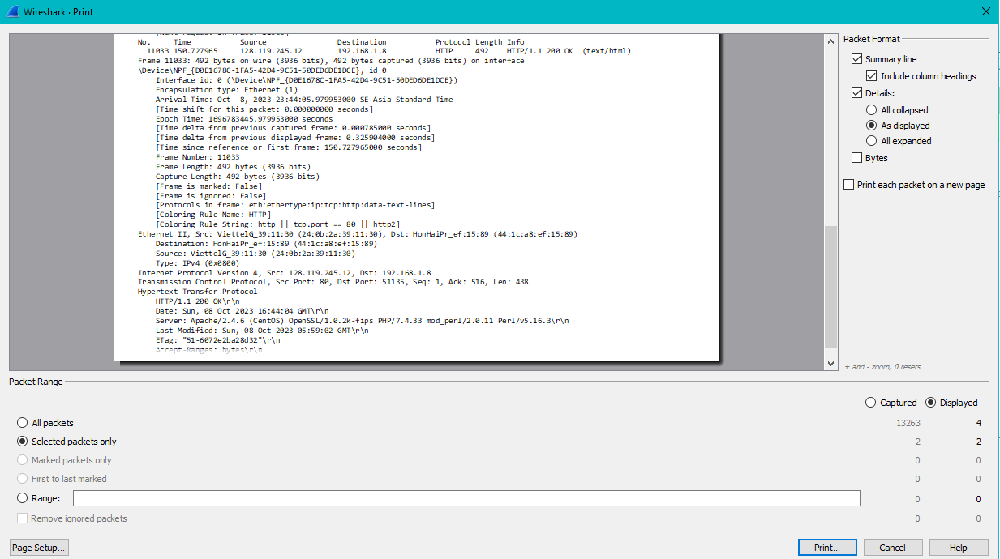 Wireshark · Print
No. Time Source Destination Protocol Length Info
11033 150.727965 128.119.245.12 192.168.1.8 HTTP 492 HTTP/1.1 200 OK (text/html)
Frame 11033: 492 bytes on wire (3936 bits), 492 bytes captured (3936 bits) on interface
\Device\NPF_{D0E1678C-1FA5-42D4-9C51-50DED6DE1DCE}, id 0
Interface id: 0 (\Device\NPF_{D0E1678C-1FA5-42D4-9C51-50DED6DE1DCE})
Encapsulation type: Ethernet (1)
Arrival Time: Oct 8, 2023 23:44:05.979953000 SE Asia Standard Time
[Time shift for this packet: 0.000000000 seconds]
Epoch Time: 1696783445.979953000 seconds
[Time delta from previous captured frame: 0.000785000 seconds]
[Time delta from previous displayed frame: 0.325904000 seconds]
[Time since reference or first frame: 150.727965000 seconds]
Frame Number: 11033
Frame Length: 492 bytes (3936 bits)
Capture Length: 492 bytes (3936 bits)
[Frame is marked: False]
[Frame is ignored: False]
[Protocols in frame: eth:ethertype:ip:tcp:http:data-text-lines]
[Coloring Rule Name: HTTP]
[Coloring Rule String: http || tcp.port == 80 || http2]
Ethernet II, Src: ViettelG_39:11:30 (24:0b:2a:39:11:30), Dst: HonHaiPr_ef:15:89 (44:1c:a8:ef:15:89)
Destination: HonHaiPr_ef:15:89 (44:1c:a8:ef:15:89)
Source: ViettelG_39:11:30 (24:0b:2a:39:11:30)
Type: IPv4 (0x0800)
Internet Protocol Version 4, Src: 128.119.245.12, Dst: 192.168.1.8
Transmission Control Protocol, Src Port: 80, Dst Port: 51135, Seq: 1, Ack: 516, Len: 438
Hypertext Transfer Protocol
HTTP/1.1 200 OK\r\n
Date: Sun, 08 Oct 2023 16:44:04 GMT\r\n
Server: Apache/2.4.6 (CentOS) OpenSSL/1.0.2k-fips PHP/7.4.33 mod_perl/2.0.11 Perl/v5.16.3\r\n
Last-Modified: Sun, 08 Oct 2023 05:59:02 GMT\r\n
ETag: "51-6072e2ba28d32"\r\n
Accept-Ranges: bytes\r\n
Packet Format
Summary line
Include column headings
Details:
All collapsed
As displayed
All expanded
Bytes
Print each packet on a new page
+ and - zoom, 0 resets
Packet Range
Captured Displayed
All packets 13263 4
Selected packets only 2 2
Marked packets only 0 0
First to last marked 0 0
Range: 0 0
Remove ignored packets 0 0
Page Setup... Print... Cancel Help